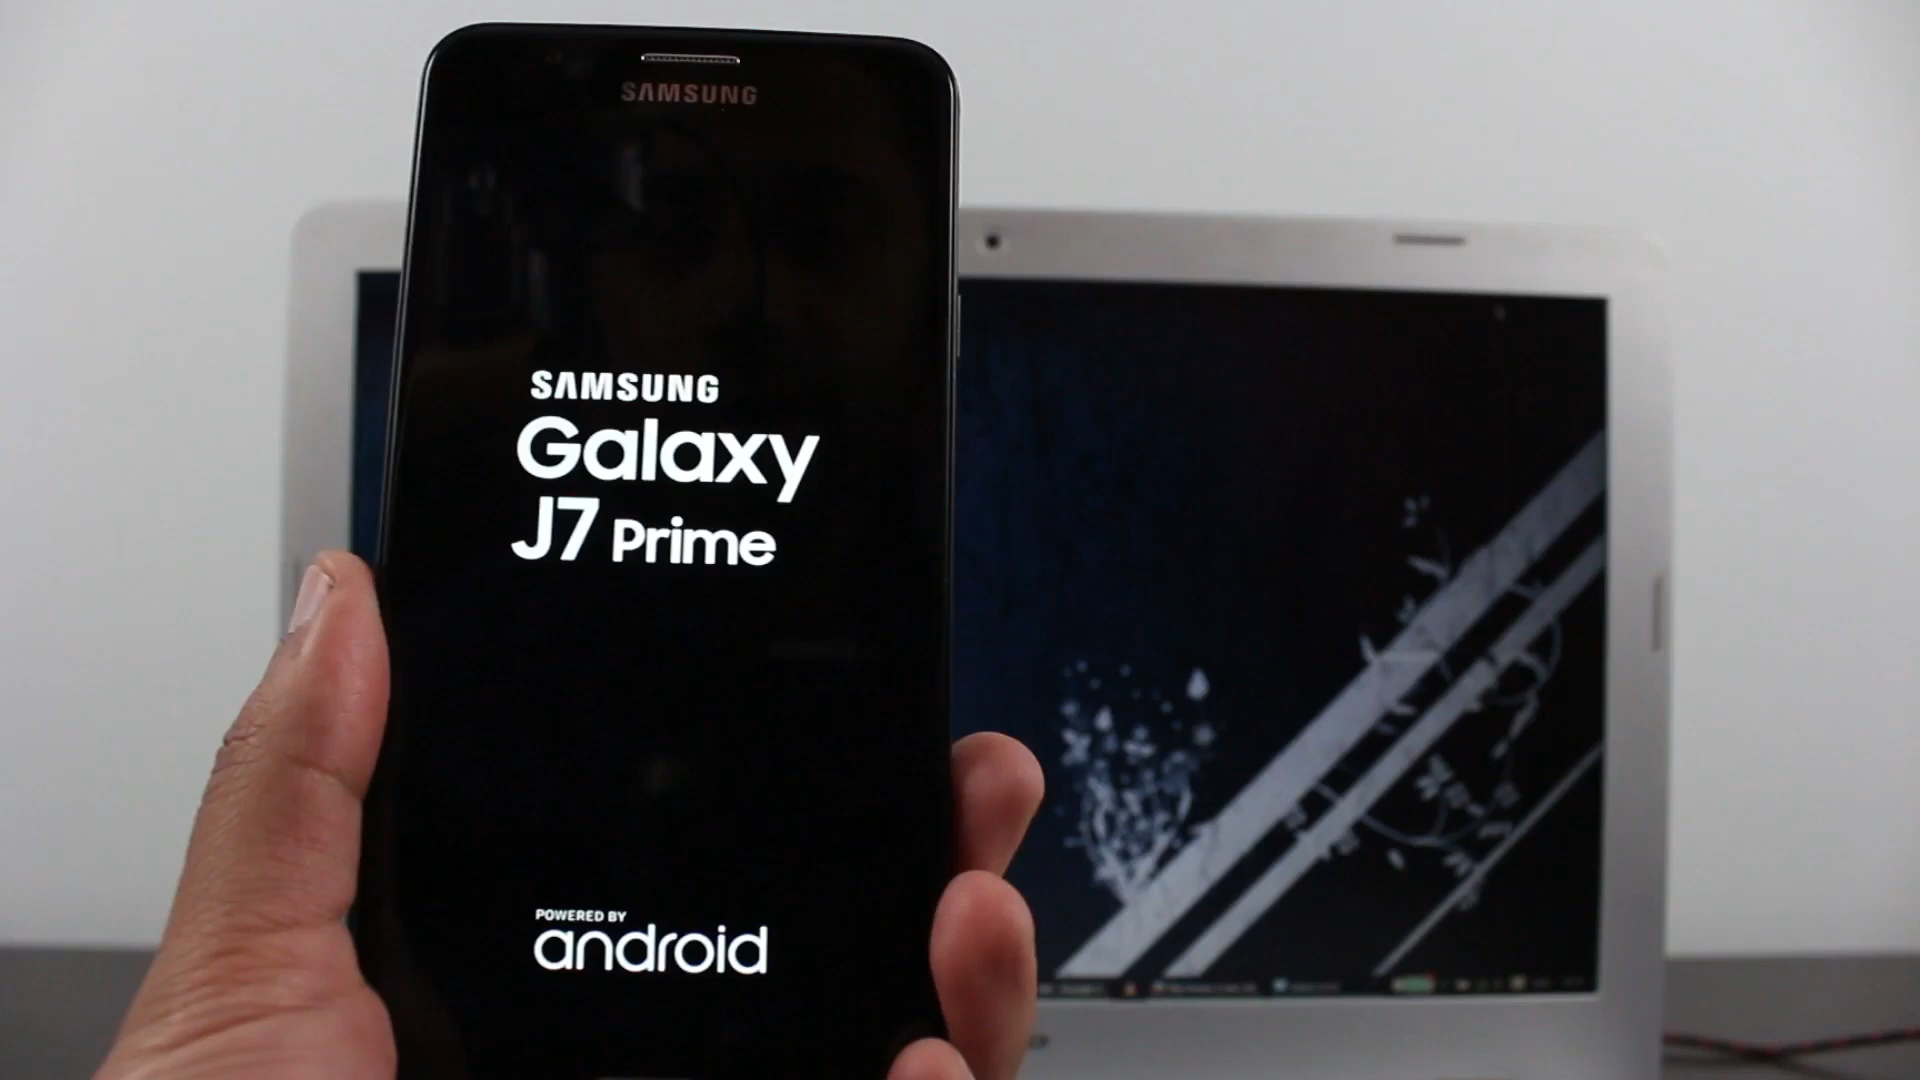 SAMSUNG
SAMSUNG
Galaxy
J7 Prime
POWERED BY
android